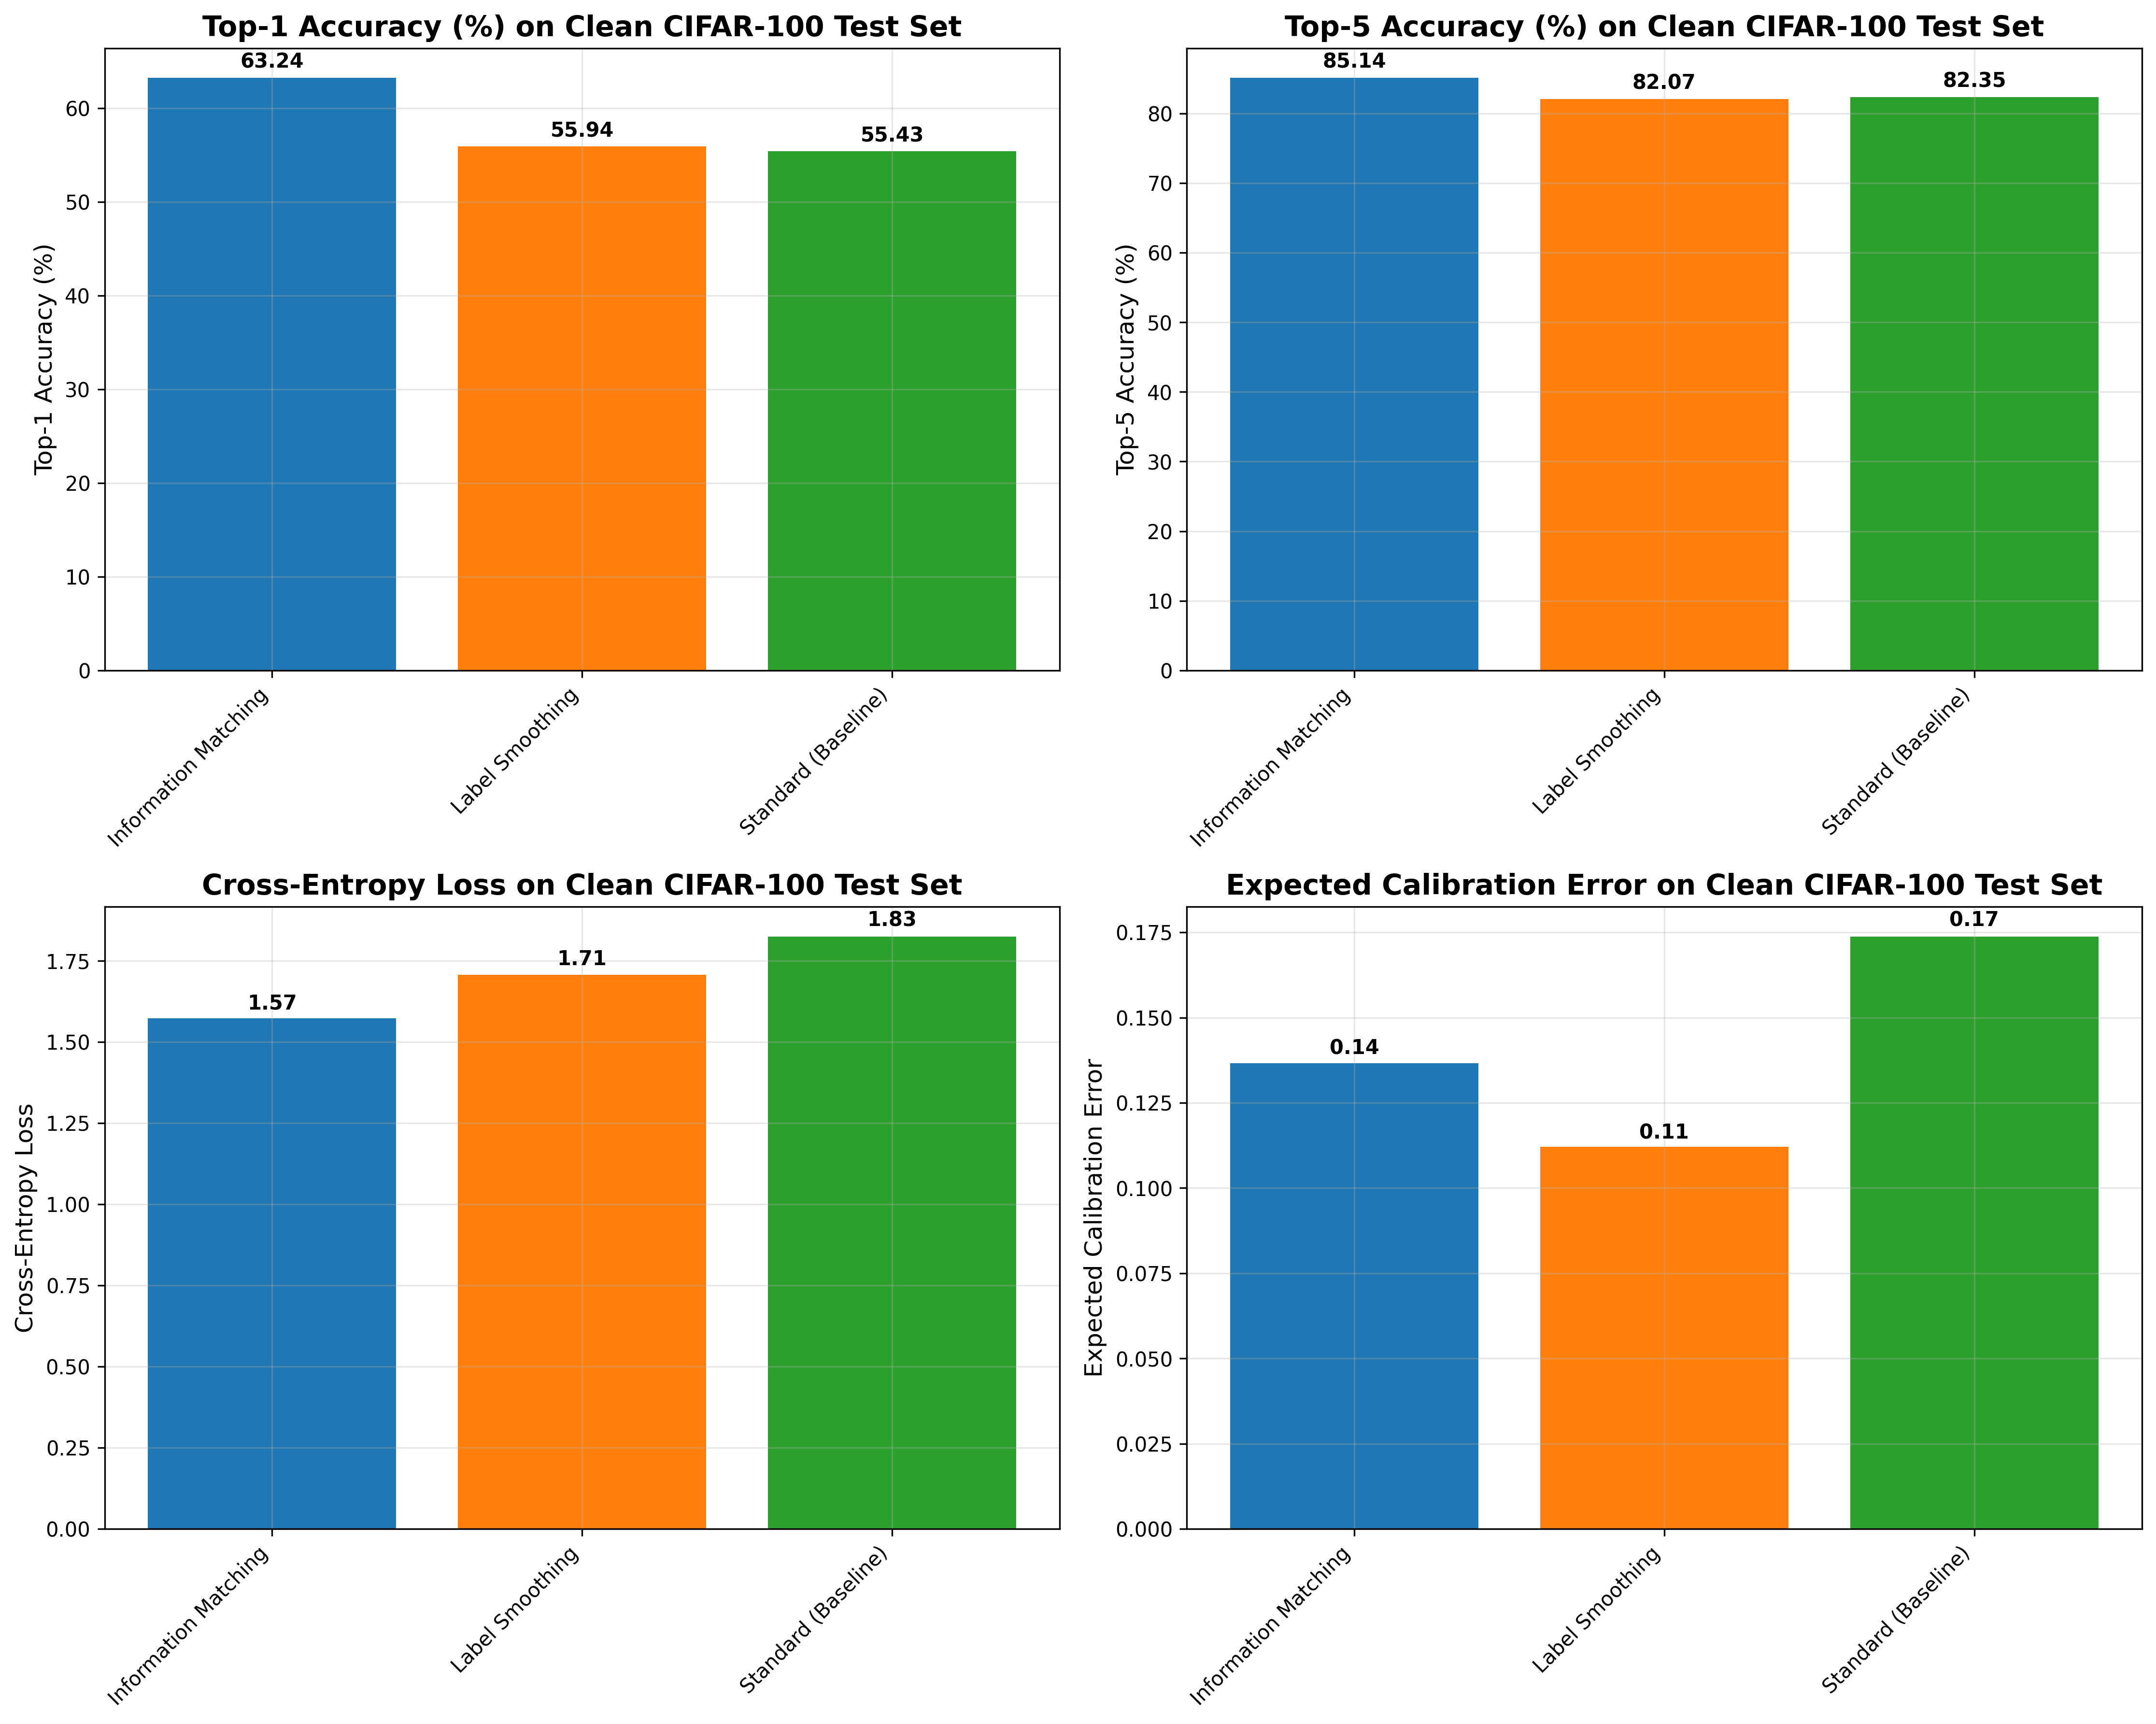 Top-1 Accuracy (%) on Clean CIFAR-100 Test Set
63.24
55.94
55.43
Top-1 Accuracy (%)
60
50
40
30
20
10
0
Information Matching
Label Smoothing
Standard (Baseline)
Top-5 Accuracy (%) on Clean CIFAR-100 Test Set
85.14
82.07
82.35
Top-5 Accuracy (%)
80
70
60
50
40
30
20
10
0
Information Matching
Label Smoothing
Standard (Baseline)
Cross-Entropy Loss on Clean CIFAR-100 Test Set
1.57
1.71
1.83
Cross-Entropy Loss
1.75
1.50
1.25
1.00
0.75
0.50
0.25
0.00
Information Matching
Label Smoothing
Standard (Baseline)
Expected Calibration Error on Clean CIFAR-100 Test Set
0.14
0.11
0.17
Expected Calibration Error
0.175
0.150
0.125
0.100
0.075
0.050
0.025
0.000
Information Matching
Label Smoothing
Standard (Baseline)